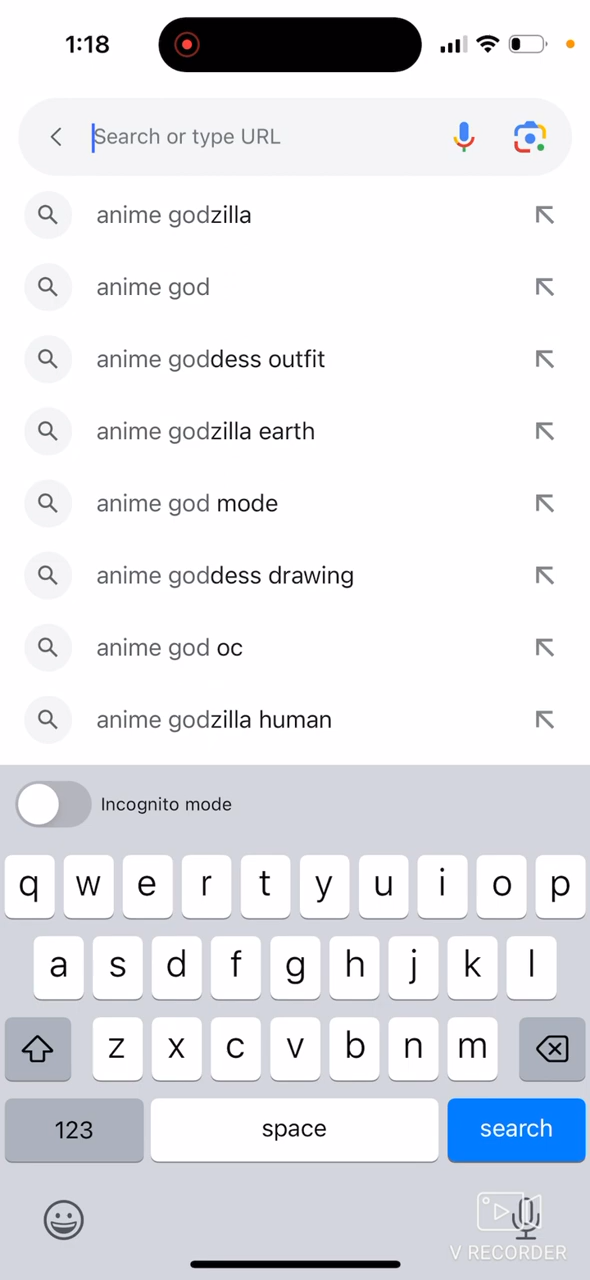 1:18
Search or type URL
anime godzilla
anime god
anime goddess outfit
anime godzilla earth
anime god mode
anime goddess drawing
anime god oc
anime godzilla human
Incognito mode
q w e r t y u i o p
a s d f g h j k l
z x c v b n m
123 space search
V RECORDER